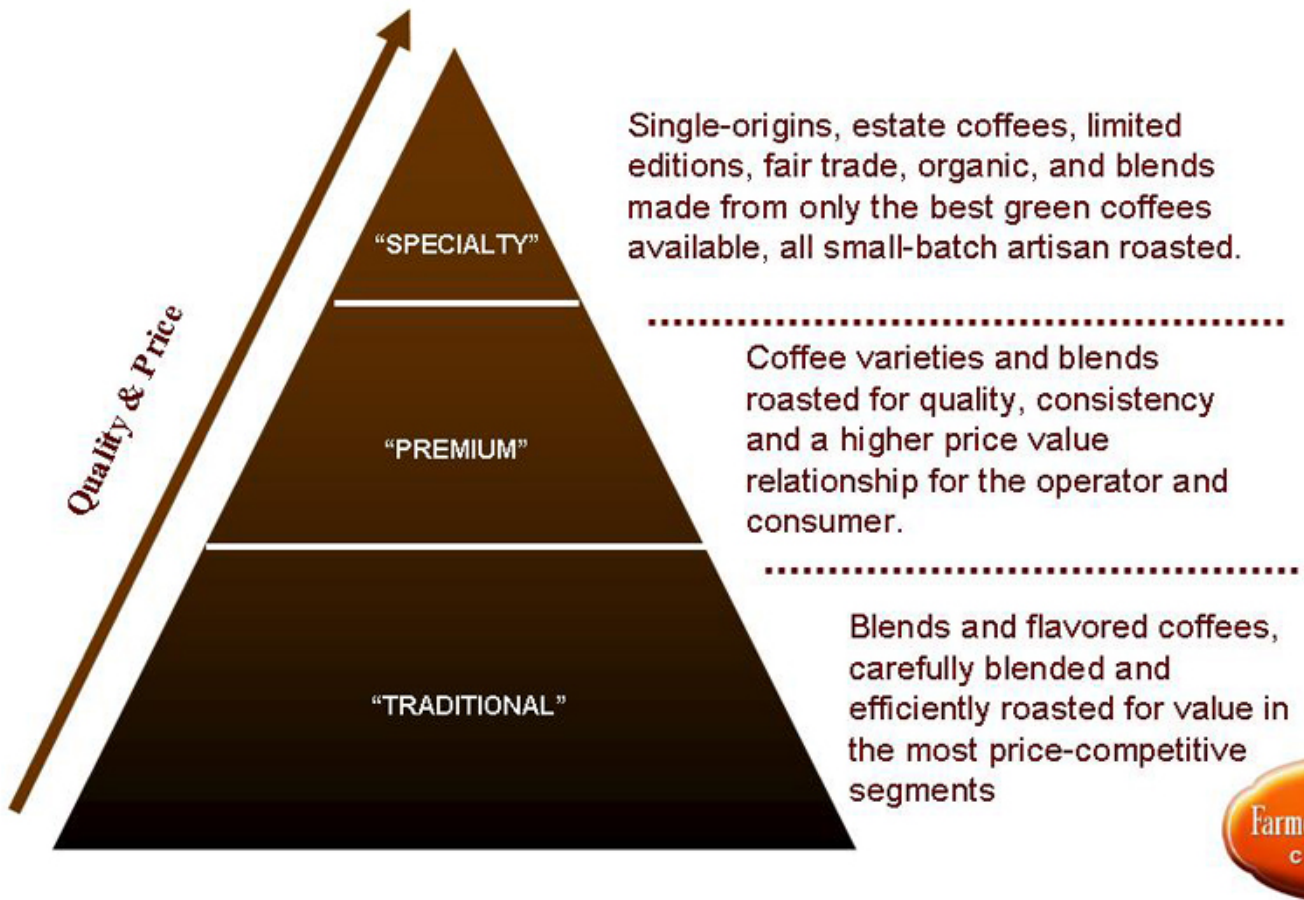 Single-origins, estate coffees, limited
editions, fair trade, organic, and blends
made from only the best green coffees
available, all small-batch artisan roasted.
“SPECIALTY”
Quality & Price
Coffee varieties and blends
roasted for quality, consistency
and a higher price value
relationship for the operator and
consumer.
“PREMIUM”
Blends and flavored coffees,
carefully blended and
efficiently roasted for value in
the most price-competitive
segments
“TRADITIONAL”